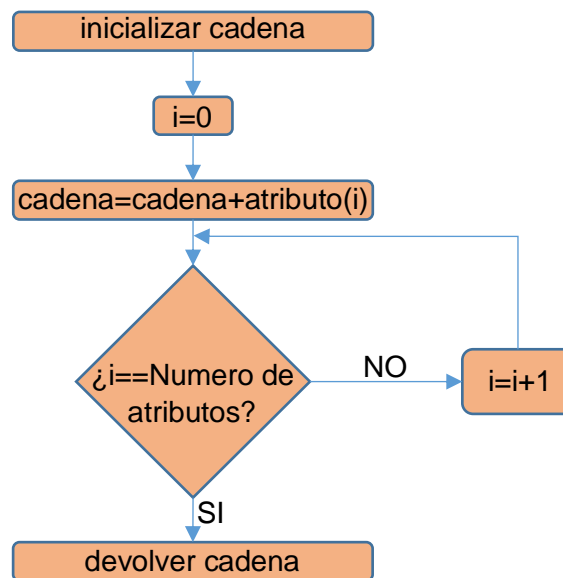 inicializar cadena
i=0
cadena=cadena+atributo(i)
¿i==Numero de
atributos?
NO
i=i+1
SI
devolver cadena